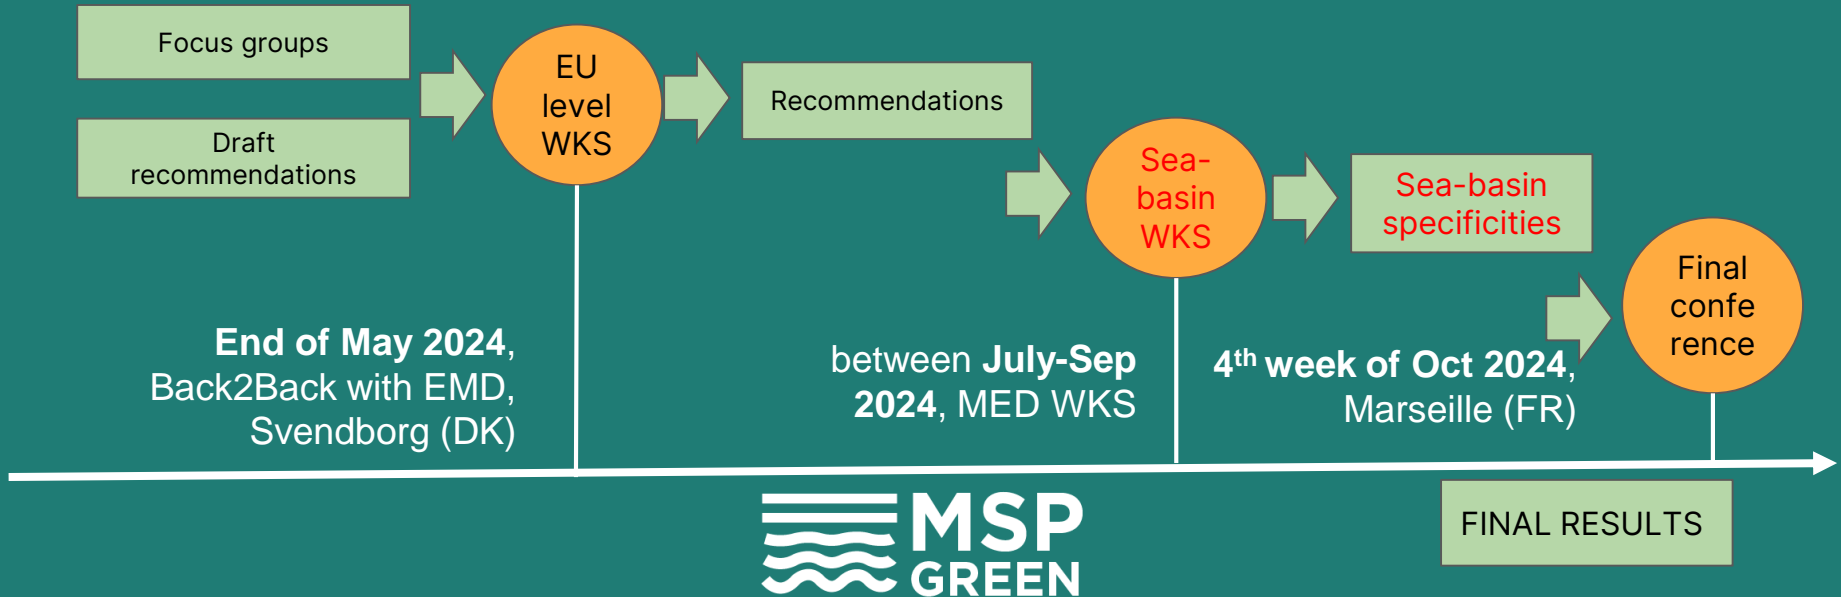 Focus groups
Draft
recommendations
EU
level
WKS
Recommendations
Sea-
basin
WKS
Sea-basin
specificities
Final
confe
rence
End of May 2024,
Back2Back with EMD,
Svendborg (DK)
between July-Sep
2024, MED WKS
4th week of Oct 2024,
Marseille (FR)
MSP
GREEN
FINAL RESULTS